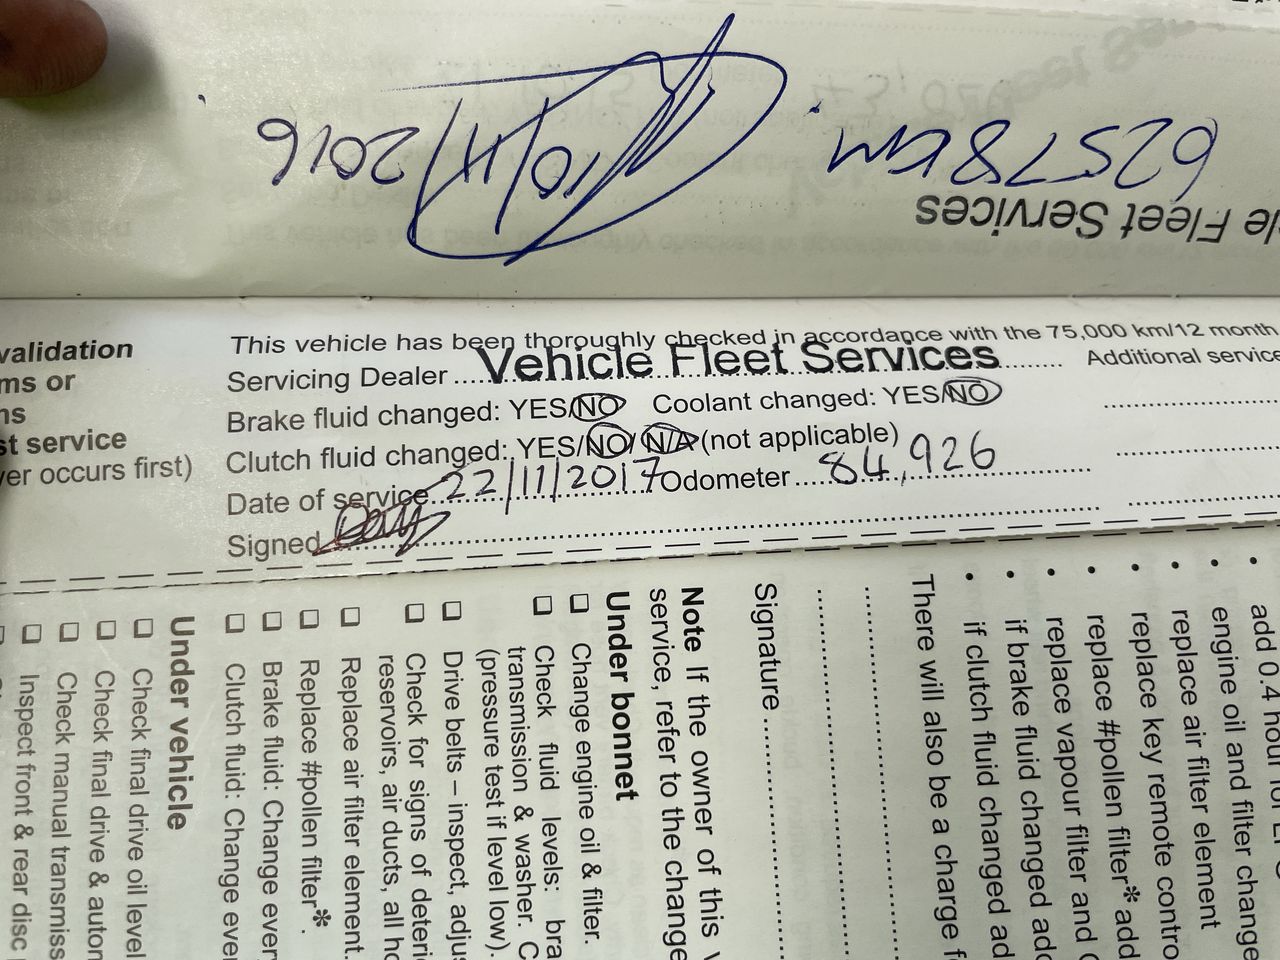 62578km. 10/11/2016
le Fleet Services
validation
ms or
ns
st service
ver occurs first)
This vehicle has been thoroughly checked in accordance with the 75,000 km/12 month
Servicing Dealer .... Vehicle Fleet Services ........ Additional service
Brake fluid changed: YES/NO Coolant changed: YES/NO
Clutch fluid changed: YES/NO/ N/A (not applicable)
Date of service 22/11/2017 Odometer 84,926
Signed
add 0.4 hour for
engine oil and filter change
• replace air filter element
• replace key remote contro
• replace #pollen filter* add
• replace vapour filter and
• if brake fluid changed add
• if clutch fluid changed ad
There will also be a charge f
Signature
Note If the owner of this v
service, refer to the change
Under bonnet
❑ Change engine oil & filter.
❑ Check fluid levels: bra
transmission & washer. C
(pressure test if level low).
❑ Drive belts – inspect, adjus
❑ Check for signs of deteri
reservoirs, air ducts, all ho
❑ Replace air filter element.
❑ Replace #pollen filter*.
❑ Brake fluid: Change ever
❑ Clutch fluid: Change ever
Under vehicle
❑ Check final drive oil level
❑ Check final drive & autom
❑ Check manual transmiss
❑ Inspect front & rear disc